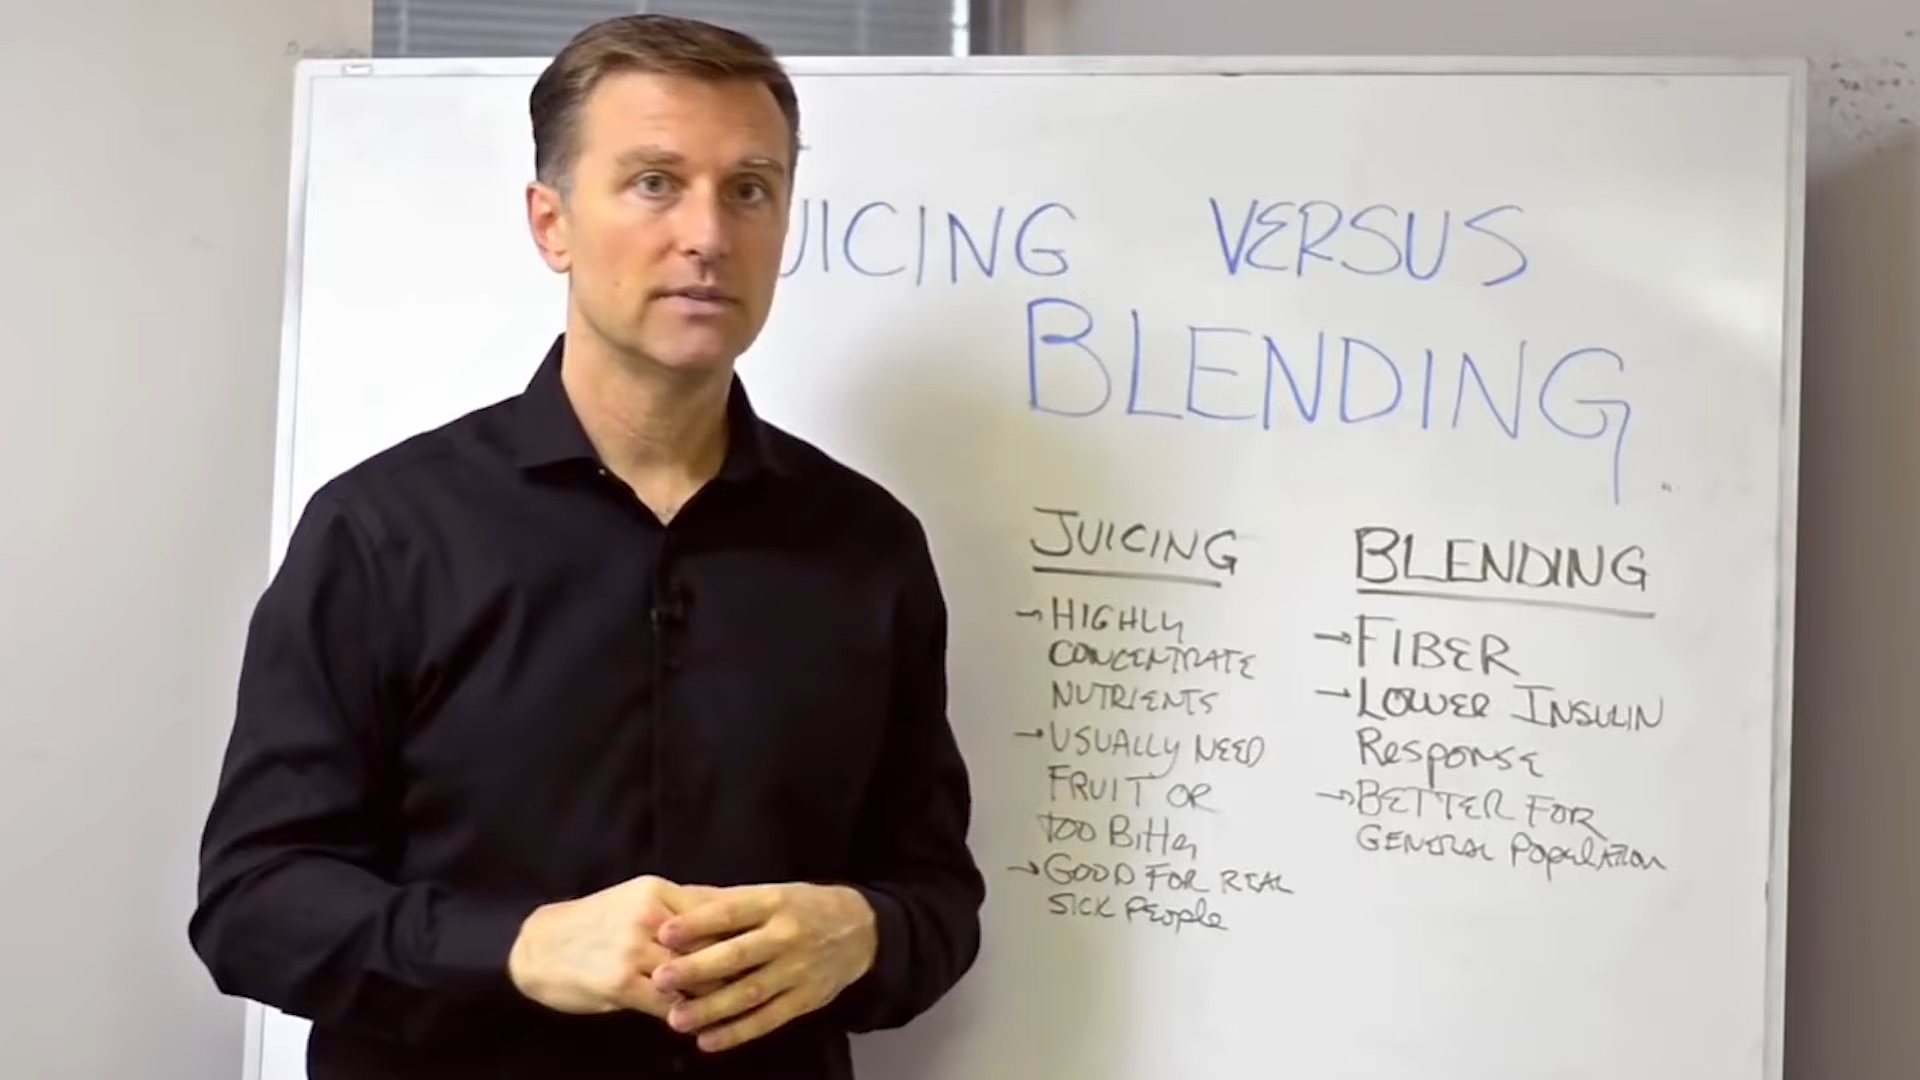 JUICING VERSUS
BLENDING
JUICING
→ HIGHLY
CONCENTRATE
NUTRIENTS
→ USUALLY NEED
FRUIT OR
TOO BITTER
→ GOOD FOR REAL
SICK PEOPLE
BLENDING
→ FIBER
→ LOWER INSULIN
RESPONSE
→ BETTER FOR
GENERAL POPULATION